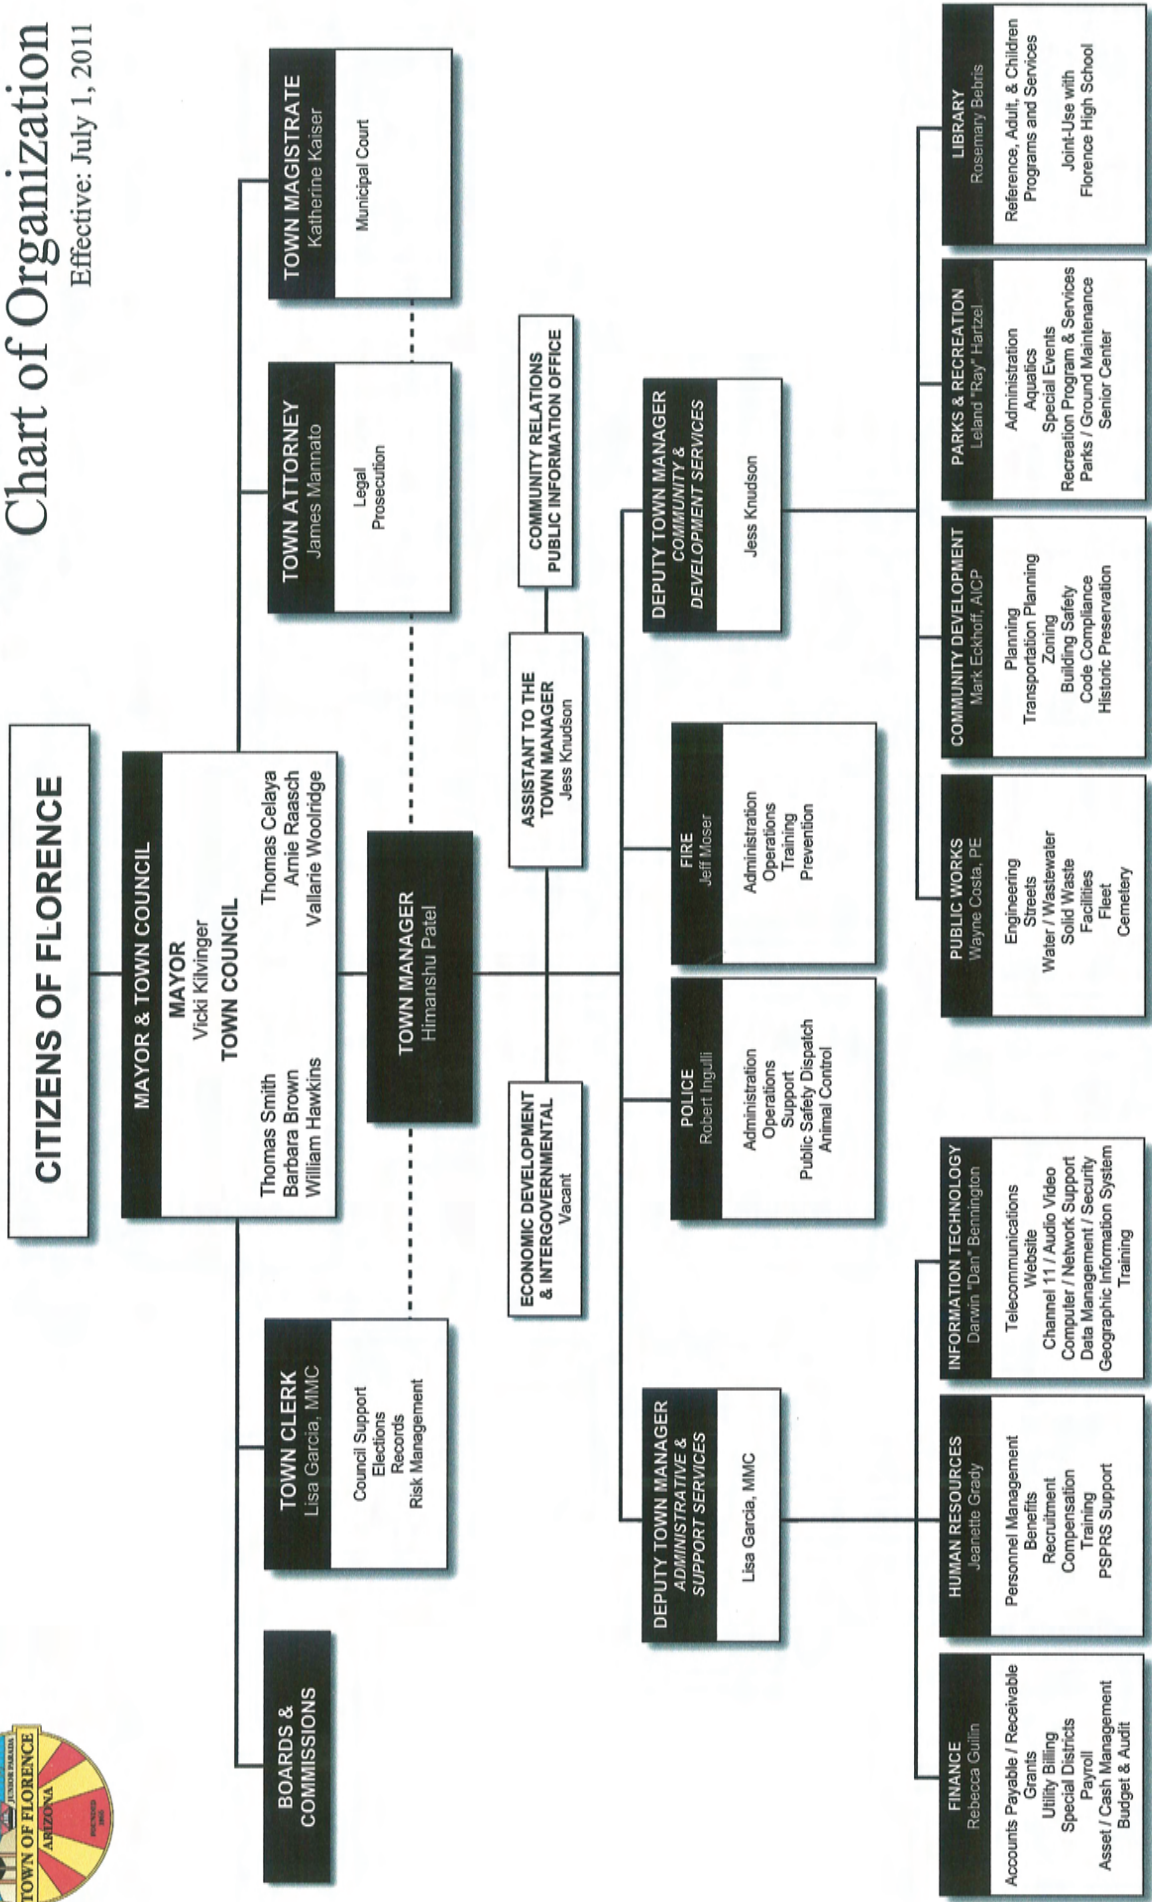 Chart of Organization
Effective: July 1, 2011
JUNIOR PARADA
TOWN OF FLORENCE
ARIZONA
FOUNDED
1866
CITIZENS OF FLORENCE
MAYOR & TOWN COUNCIL
MAYOR
Vicki Kilvinger
TOWN COUNCIL
Thomas Smith
Barbara Brown
William Hawkins
Thomas Celaya
Arnie Raasch
Vallarie Woolridge
BOARDS &
COMMISSIONS
TOWN CLERK
Lisa Garcia, MMC
Council Support
Elections
Records
Risk Management
TOWN MANAGER
Himanshu Patel
TOWN ATTORNEY
James Mannato
Legal
Prosecution
TOWN MAGISTRATE
Katherine Kaiser
Municipal Court
ECONOMIC DEVELOPMENT
& INTERGOVERNMENTAL
Vacant
ASSISTANT TO THE
TOWN MANAGER
Jess Knudson
COMMUNITY RELATIONS
PUBLIC INFORMATION OFFICE
DEPUTY TOWN MANAGER
ADMINISTRATIVE &
SUPPORT SERVICES
Lisa Garcia, MMC
POLICE
Robert Ingulli
Administration
Operations
Support
Public Safety Dispatch
Animal Control
FIRE
Jeff Moser
Administration
Operations
Training
Prevention
DEPUTY TOWN MANAGER
COMMUNITY &
DEVELOPMENT SERVICES
Jess Knudson
FINANCE
Rebecca Guilin
Accounts Payable / Receivable
Grants
Utility Billing
Special Districts
Payroll
Asset / Cash Management
Budget & Audit
HUMAN RESOURCES
Jeanette Grady
Personnel Management
Benefits
Recruitment
Compensation
Training
PSPRS Support
INFORMATION TECHNOLOGY
Darwin "Dan" Bennington
Telecommunications
Website
Channel 11 / Audio Video
Computer / Network Support
Data Management / Security
Geographic Information System
Training
PUBLIC WORKS
Wayne Costa, PE
Engineering
Streets
Water / Wastewater
Solid Waste
Facilities
Fleet
Cemetery
COMMUNITY DEVELOPMENT
Mark Eckhoff, AICP
Planning
Transportation Planning
Zoning
Building Safety
Code Compliance
Historic Preservation
PARKS & RECREATION
Leland "Ray" Hartzel
Administration
Aquatics
Special Events
Recreation Program & Services
Parks / Ground Maintenance
Senior Center
LIBRARY
Rosemary Bebris
Reference, Adult, & Children
Programs and Services
Joint-Use with
Florence High School